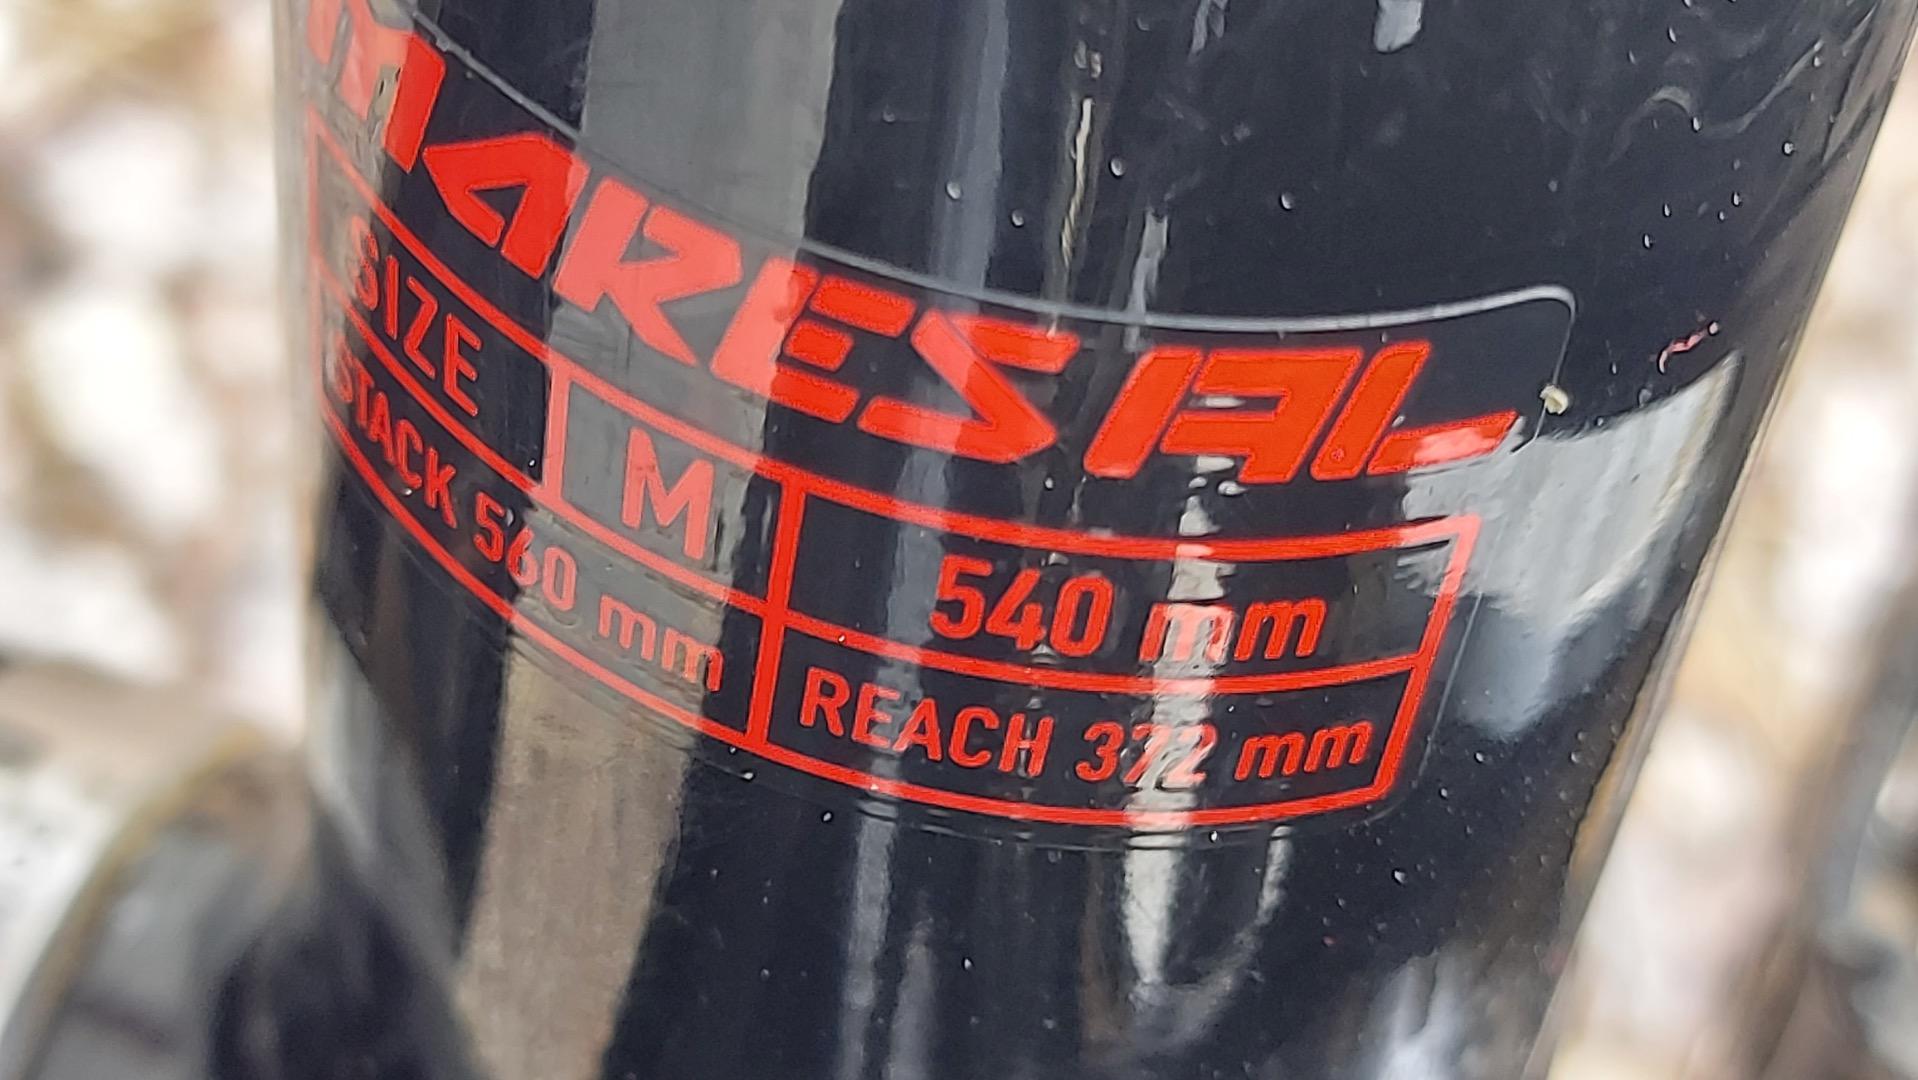 MARES AL
SIZE M 540 mm
STACK 560 mm REACH 372 mm